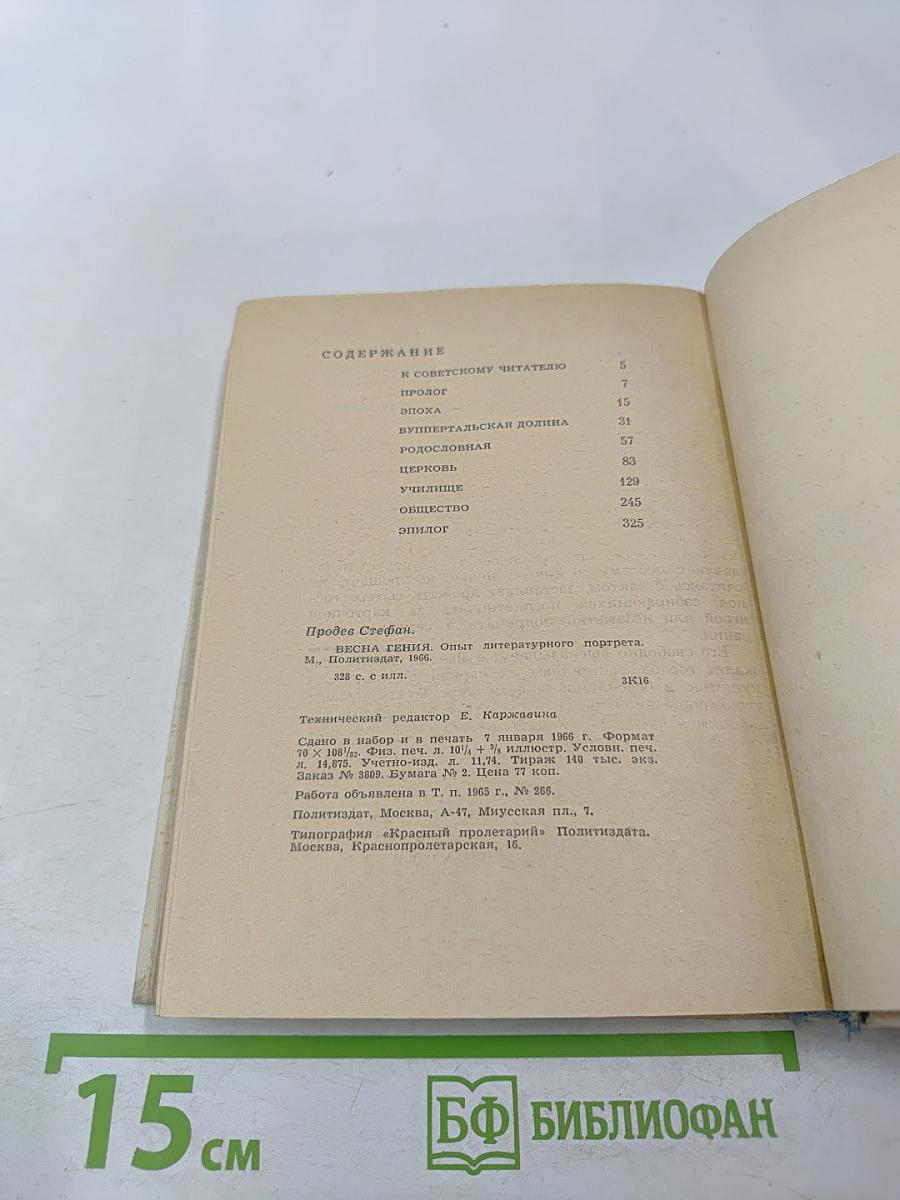 СОДЕРЖАНИЕ
К СОВЕТСКОМУ ЧИТАТЕЛЮ 5
ПРОЛОГ 7
ЭПОХА 15
ВУППЕРТАЛЬСКАЯ ДОЛИНА 31
РОДОСЛОВНАЯ 57
ЦЕРКОВЬ 83
УЧИЛИЩЕ 129
ОБЩЕСТВО 245
ЭПИЛОГ 325
Продев Стефан.
ВЕСНА ГЕНИЯ. Опыт литературного портрета.
М., Политиздат, 1966.
328 с. с илл.
3К16
Технический редактор Е. Каржавина
Сдано в набор и в печать 7 января 1966 г. Формат
70 × 108¹/₃₂. Физ. печ. л. 10¹/₄ + ³/₈ иллюстр. Условн. печ.
л. 14,875. Учетно-изд. л. 11,74. Тираж 140 тыс. экз.
Заказ № 3809. Бумага № 2. Цена 77 коп.
Работа объявлена в Т. п. 1965 г., № 266.
Политиздат, Москва, А-47, Миусская пл., 7.
Типография «Красный пролетарий» Политиздата.
Москва, Краснопролетарская, 16.
15 см
БФ БИБЛИОФАН